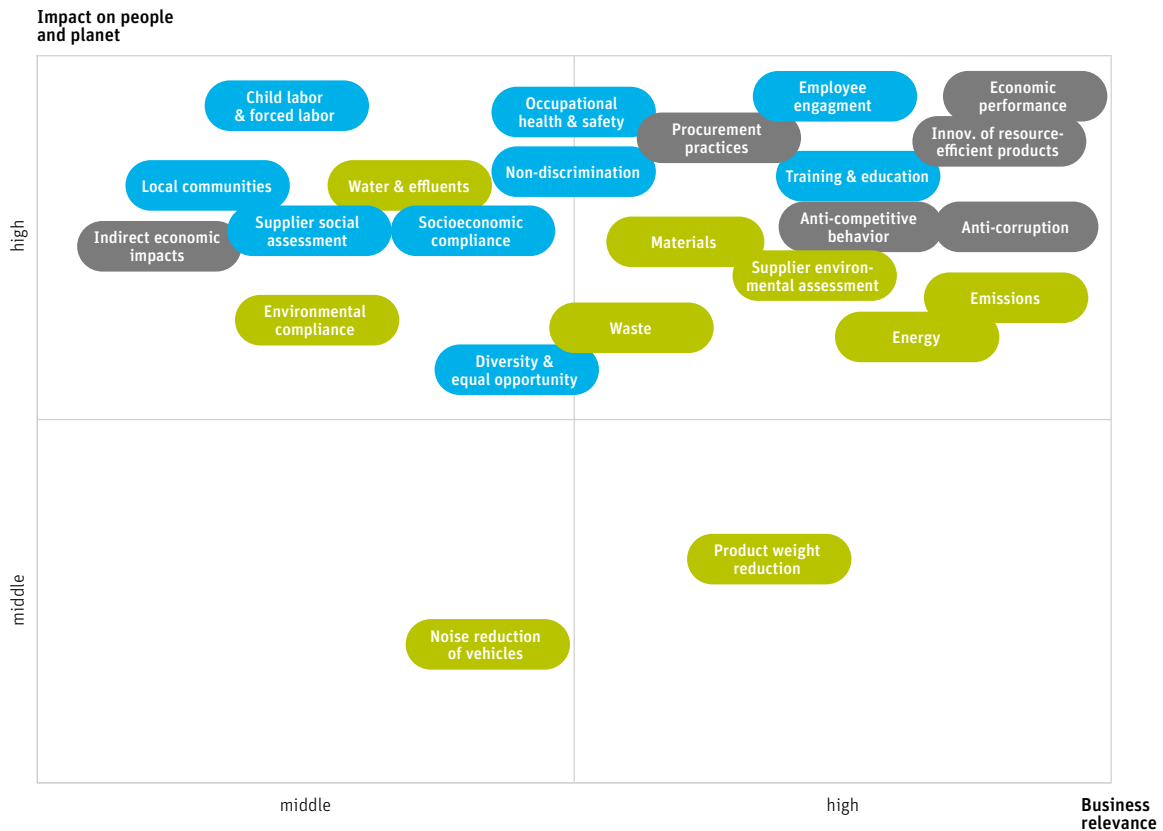 Impact on people
and planet
high
middle
Child labor
& forced labor
Occupational
health & safety
Employee
engagment
Economic
performance
Procurement
practices
Innov. of resource-
efficient products
Local communities
Water & effluents
Non-discrimination
Training & education
Indirect economic
impacts
Supplier social
assessment
Socioeconomic
compliance
Materials
Anti-competitive
behavior
Anti-corruption
Supplier environ-
mental assessment
Environmental
compliance
Waste
Emissions
Energy
Diversity &
equal opportunity
Product weight
reduction
Noise reduction
of vehicles
middle
high
Business
relevance